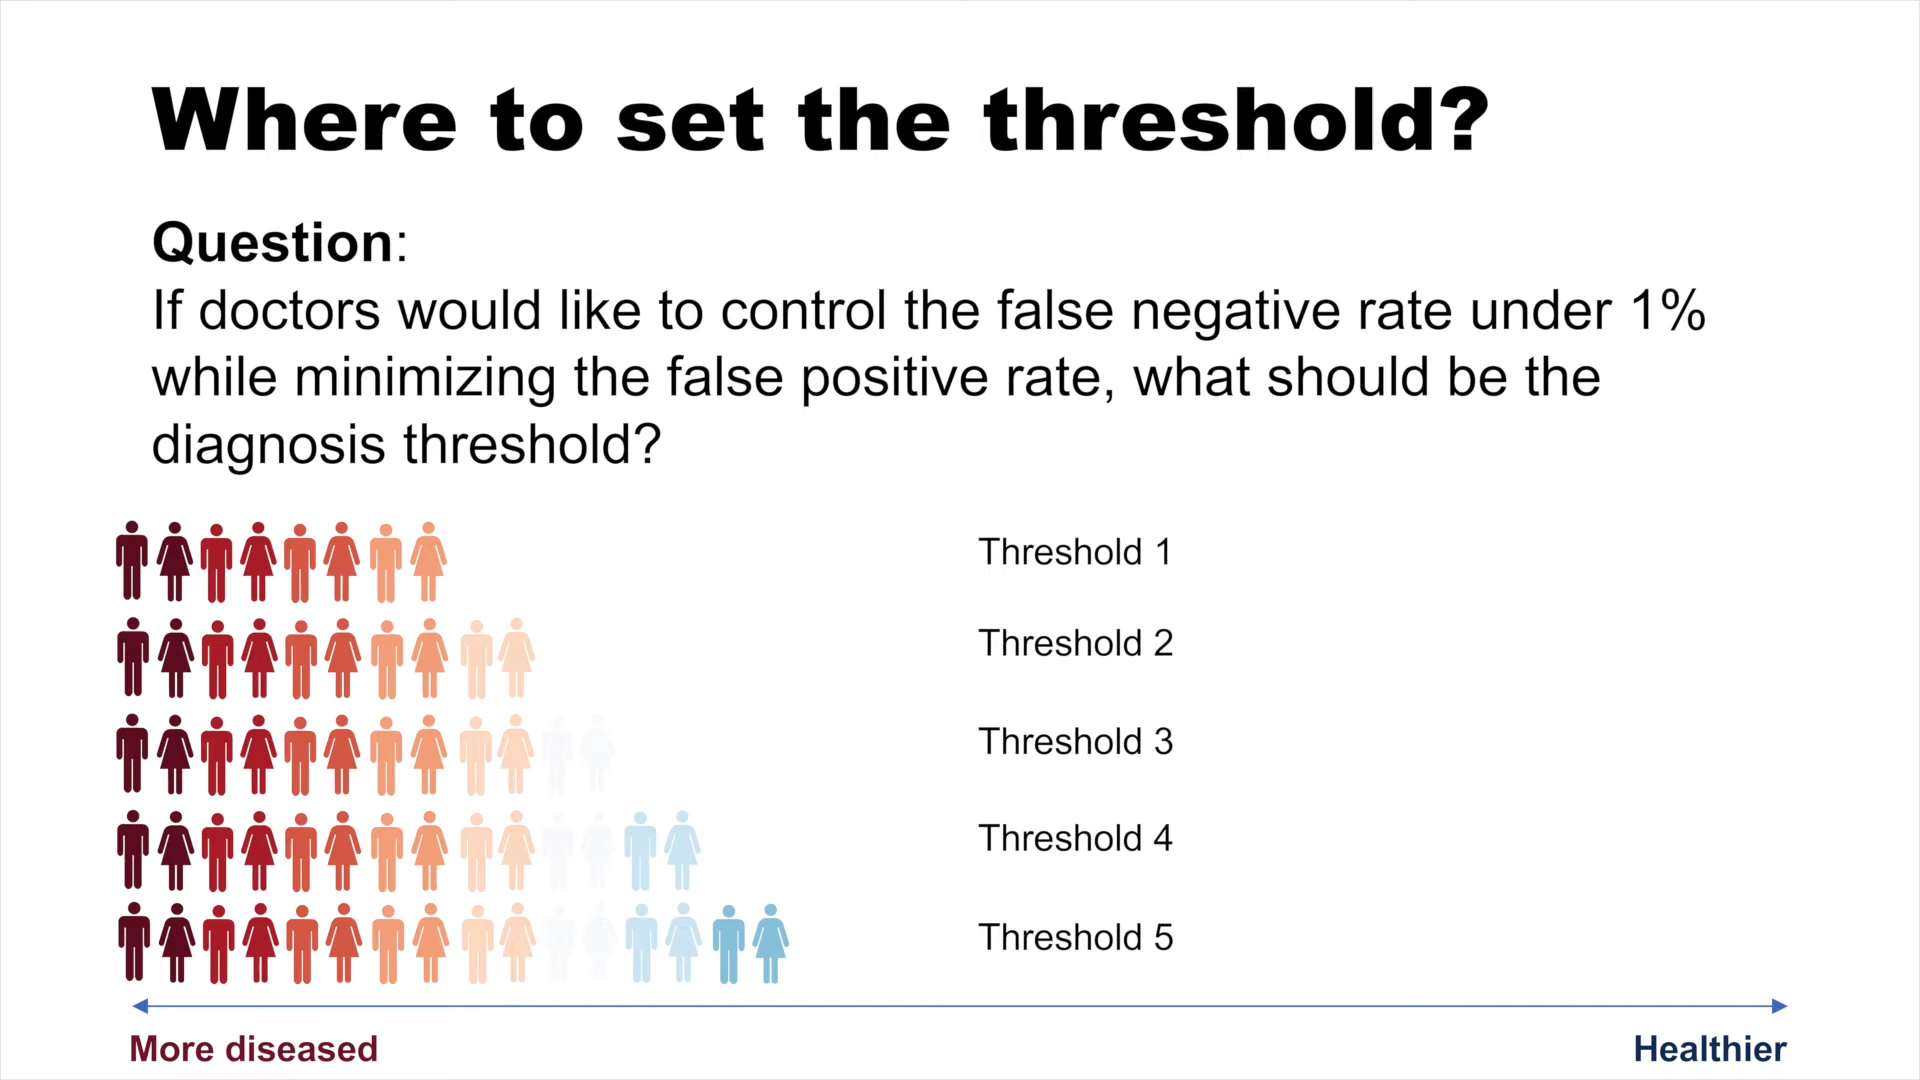 Where to set the threshold?
Question:
If doctors would like to control the false negative rate under 1%
while minimizing the false positive rate, what should be the
diagnosis threshold?
Threshold 1
Threshold 2
Threshold 3
Threshold 4
Threshold 5
More diseased
Healthier